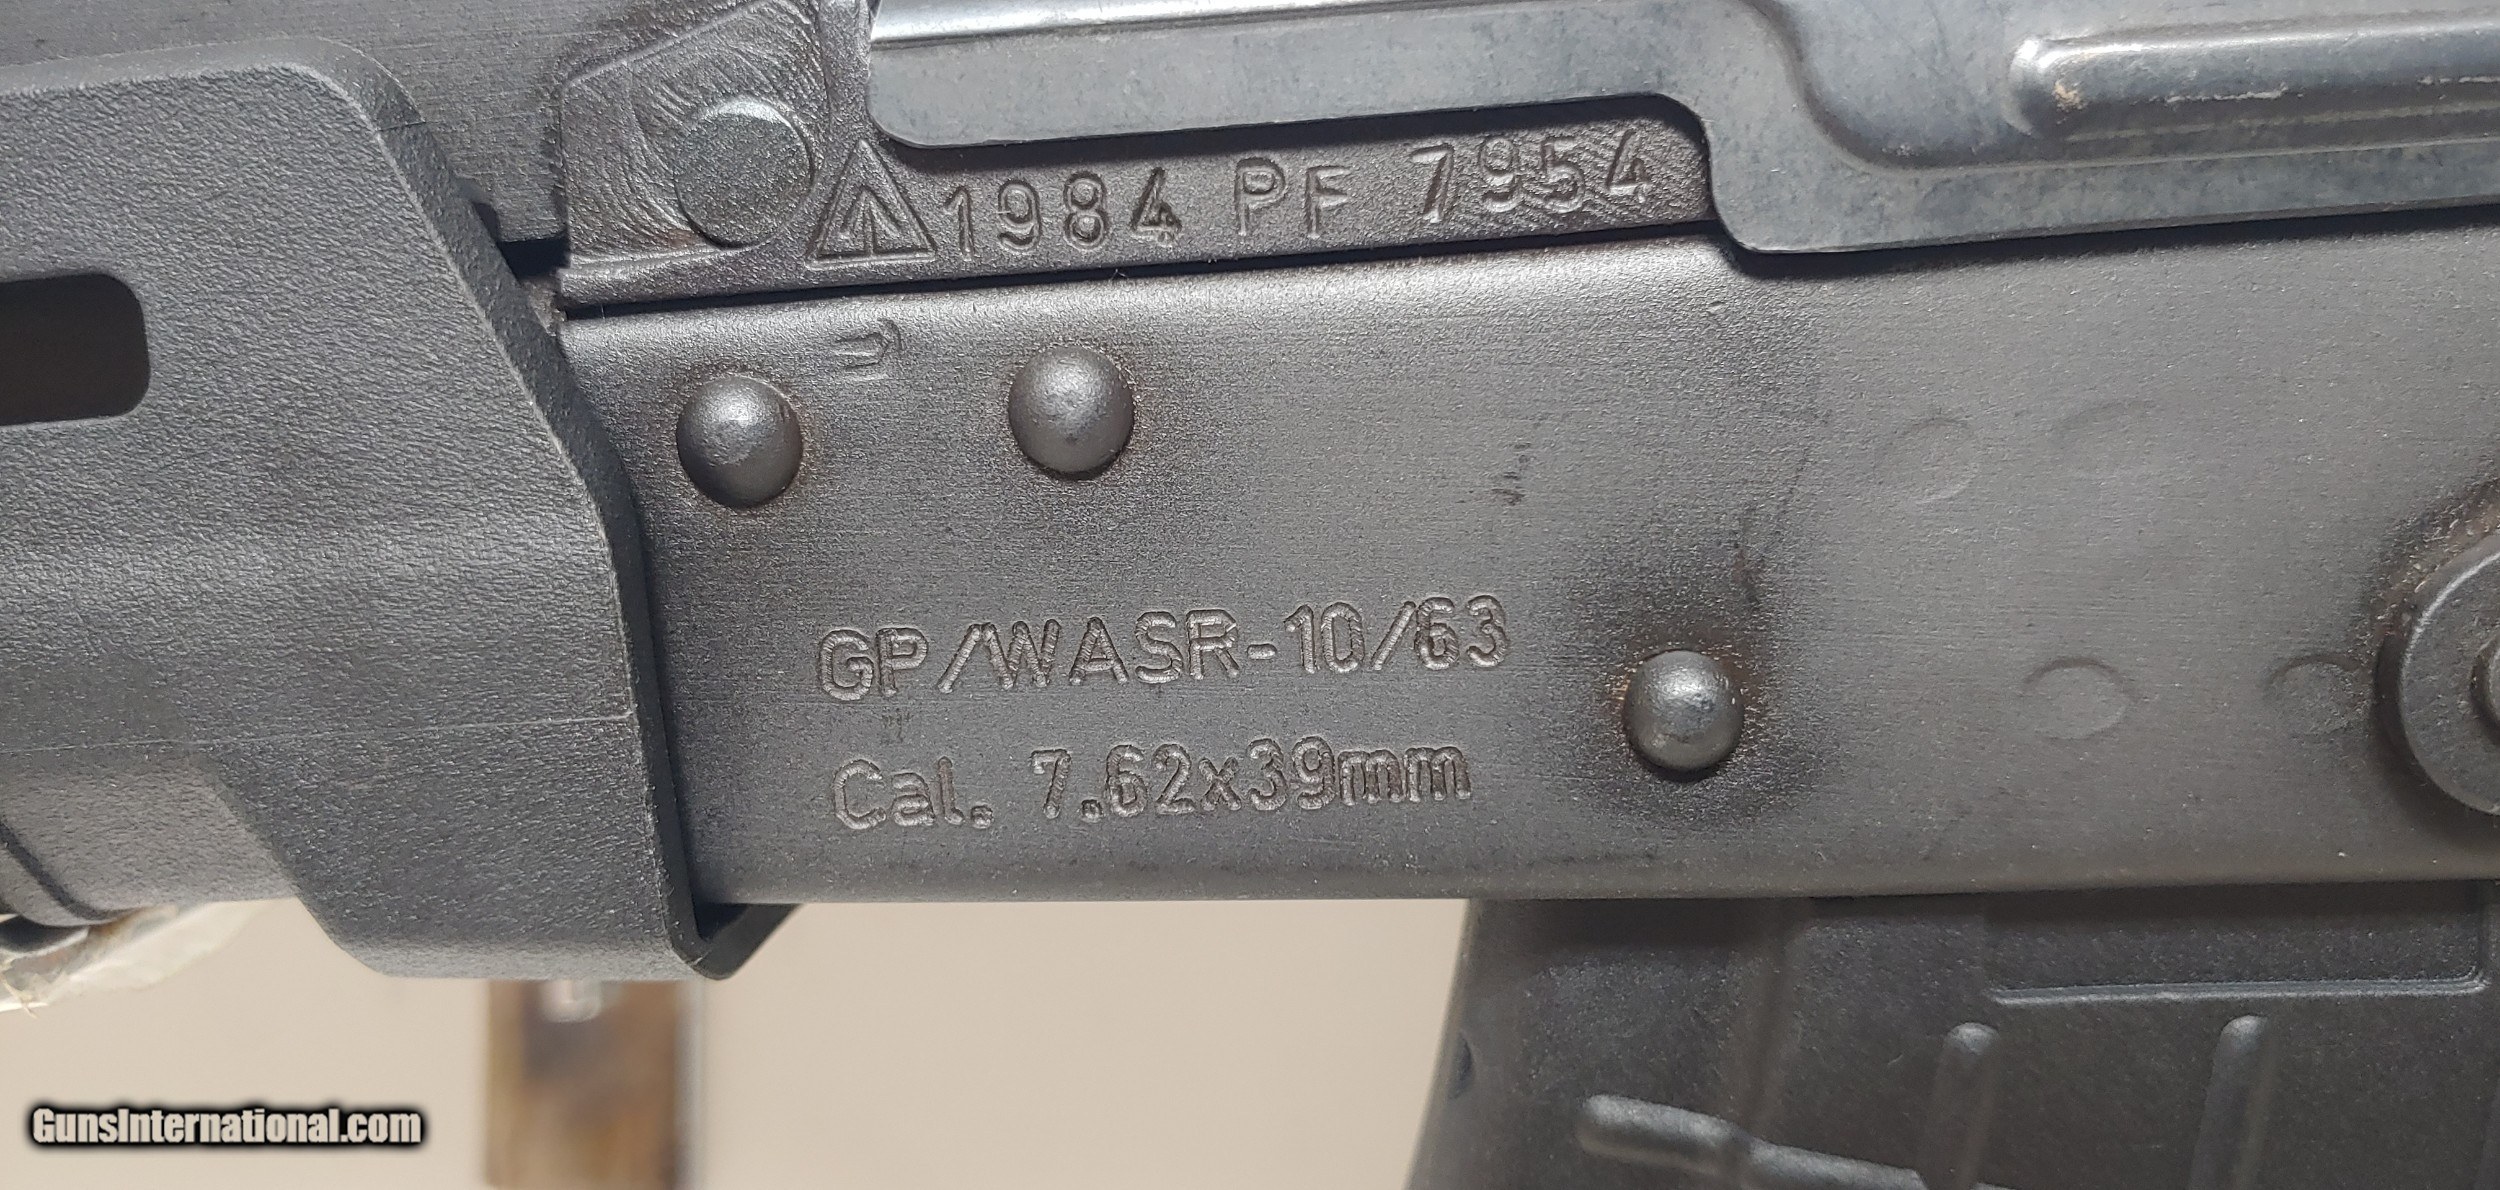 1984 PF 7954
GP/WASR-10/63
Cal. 7.62x39mm
GunsInternational.com